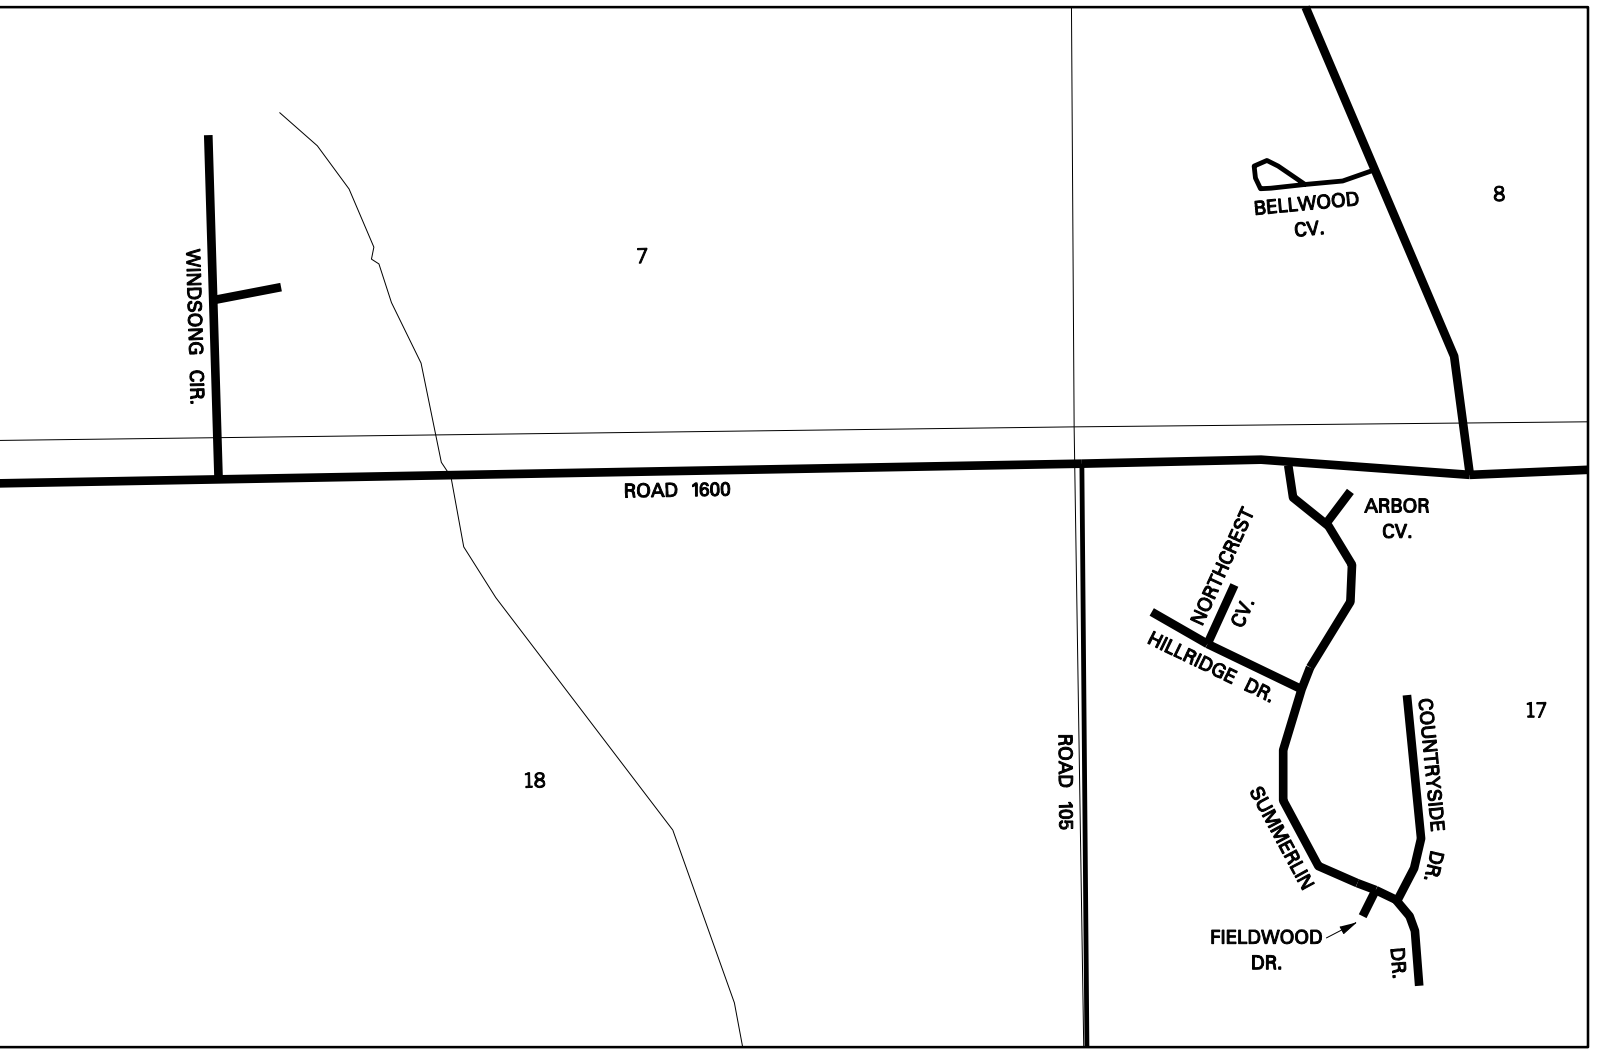 8
BELLWOOD
CV.
7
WINDSONG CIR.
ROAD 1600
ARBOR
CV.
NORTHCREST
CV.
HILLRIDGE DR.
17
COUNTRYSIDE DR.
ROAD 105
18
SUMMERLIN
DR.
FIELDWOOD
DR.